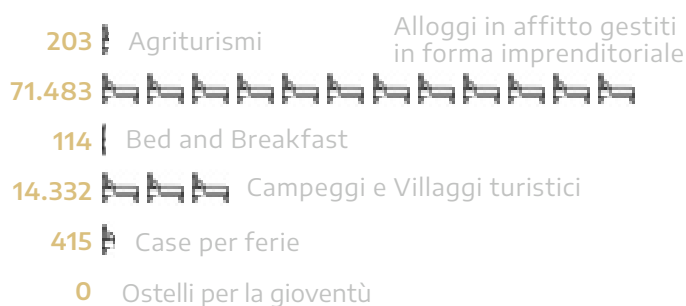 203 Agriturismi
Alloggi in affitto gestiti
in forma imprenditoriale
71.483
114 Bed and Breakfast
14.332 Campeggi e Villaggi turistici
415 Case per ferie
0 Ostelli per la gioventù